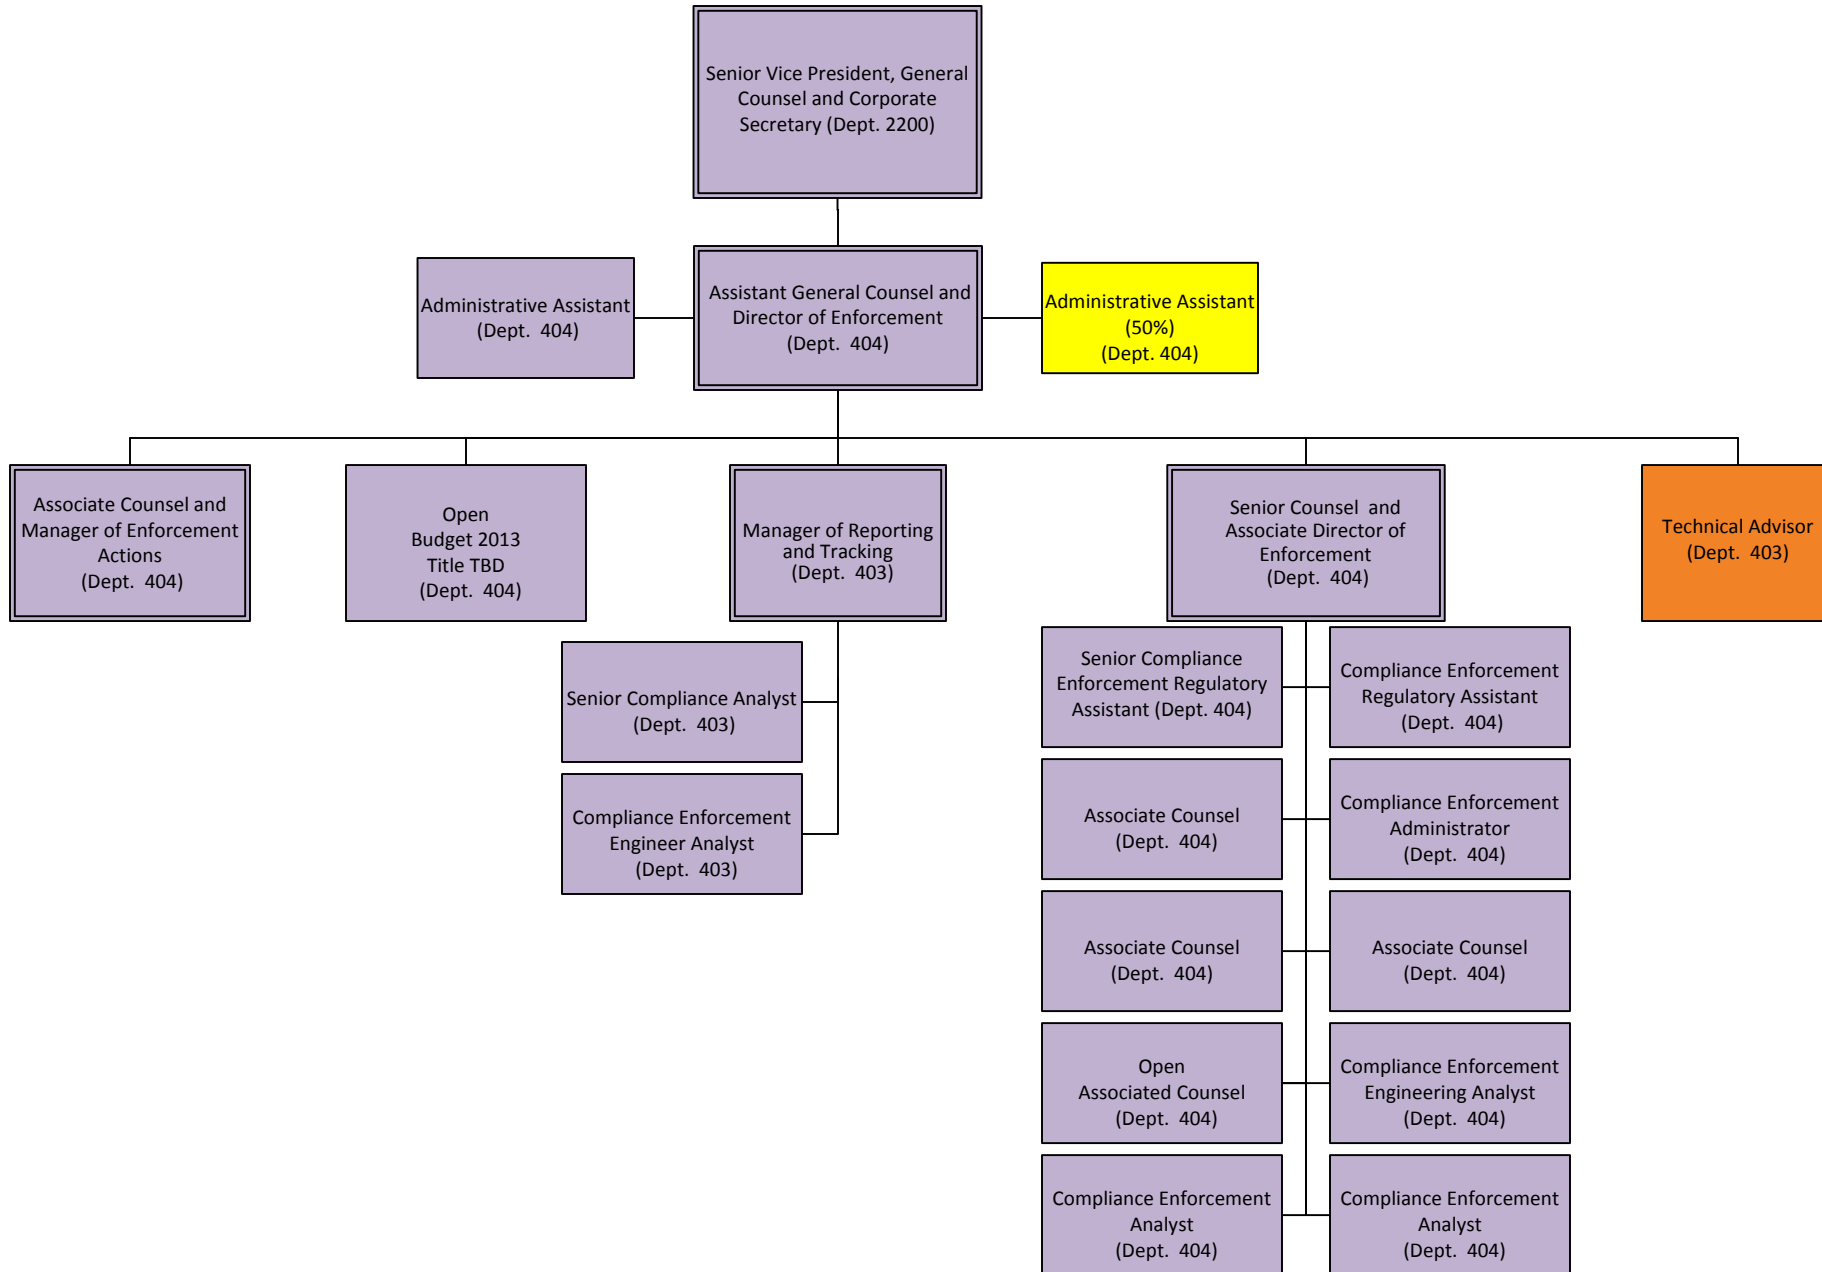 Senior Vice President, General
Counsel and Corporate
Secretary (Dept. 2200)
Administrative Assistant
(Dept.  404)
Assistant General Counsel and
Director of Enforcement
(Dept.  404)
Administrative Assistant
(50%)
(Dept. 404)
Associate Counsel and
Manager of Enforcement
Actions
(Dept.  404)
Open
Budget 2013
Title TBD
(Dept.  404)
Manager of Reporting
and Tracking
(Dept.  403)
Senior Counsel  and
Associate Director of
Enforcement
(Dept.  404)
Technical Advisor
(Dept.  403)
Senior Compliance Analyst
(Dept.  403)
Compliance Enforcement
Engineer Analyst
(Dept.  403)
Senior Compliance
Enforcement Regulatory
Assistant (Dept. 404)
Compliance Enforcement
Regulatory Assistant
(Dept.  404)
Associate Counsel
(Dept.  404)
Compliance Enforcement
Administrator
(Dept.  404)
Associate Counsel
(Dept.  404)
Associate Counsel
(Dept.  404)
Open
Associated Counsel
(Dept.  404)
Compliance Enforcement
Engineering Analyst
(Dept.  404)
Compliance Enforcement
Analyst
(Dept.  404)
Compliance Enforcement
Analyst
(Dept.  404)